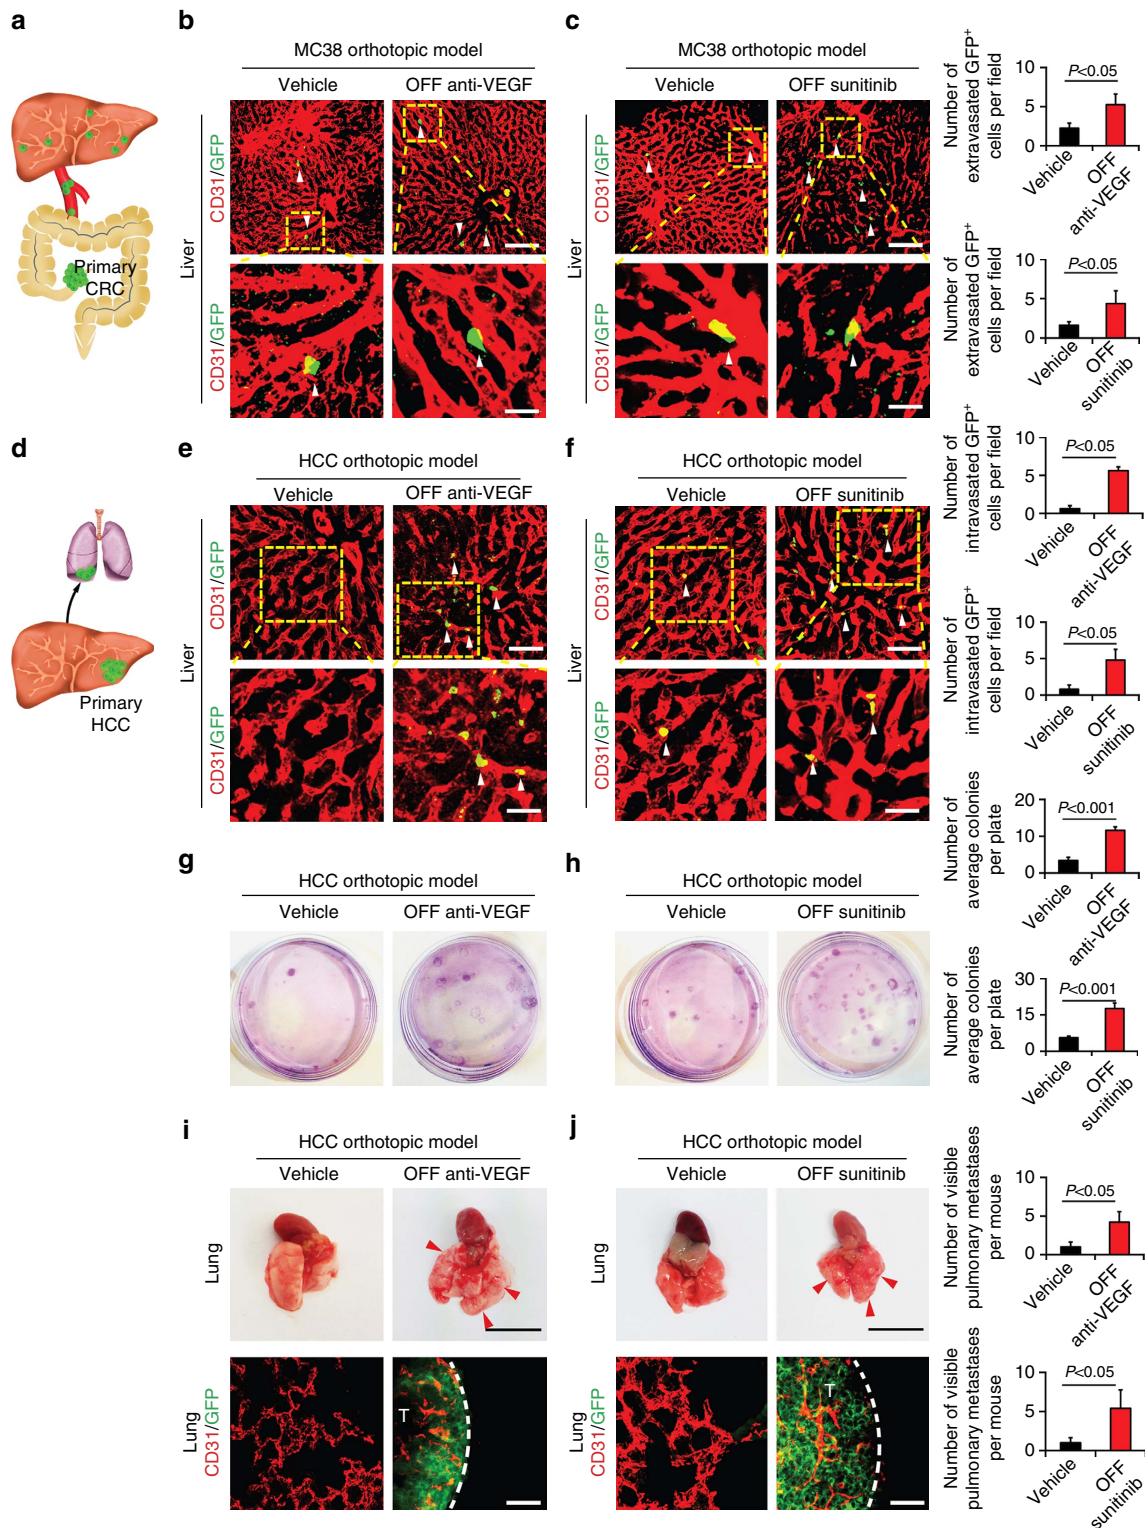 a
Primary
CRC
b
MC38 orthotopic model
Vehicle
OFF anti-VEGF
Liver
CD31/GFP
CD31/GFP
c
MC38 orthotopic model
Vehicle
OFF sunitinib
Liver
CD31/GFP
CD31/GFP
Number of
extravasated GFP+
cells per field
10
5
0
P<0.05
Vehicle
OFF
anti-VEGF
Number of
extravasated GFP+
cells per field
10
5
0
P<0.05
Vehicle
OFF
sunitinib
d
Primary
HCC
e
HCC orthotopic model
Vehicle
OFF anti-VEGF
Liver
CD31/GFP
CD31/GFP
f
HCC orthotopic model
Vehicle
OFF sunitinib
Liver
CD31/GFP
CD31/GFP
Number of
intravasated GFP+
cells per field
10
5
0
P<0.05
Vehicle
OFF
anti-VEGF
Number of
intravasated GFP+
cells per field
10
5
0
P<0.05
Vehicle
OFF
sunitinib
g
HCC orthotopic model
Vehicle
OFF anti-VEGF
h
HCC orthotopic model
Vehicle
OFF sunitinib
Number of
average colonies
per plate
20
10
0
P<0.001
Vehicle
OFF
anti-VEGF
Number of
average colonies
per plate
30
15
0
P<0.001
Vehicle
OFF
sunitinib
i
HCC orthotopic model
Vehicle
OFF anti-VEGF
Lung
Lung
CD31/GFP
T
j
HCC orthotopic model
Vehicle
OFF sunitinib
Lung
Lung
CD31/GFP
T
Number of visible
pulmonary metastases
per mouse
10
5
0
P<0.05
Vehicle
OFF
anti-VEGF
Number of visible
pulmonary metastases
per mouse
10
5
0
P<0.05
Vehicle
OFF
sunitinib